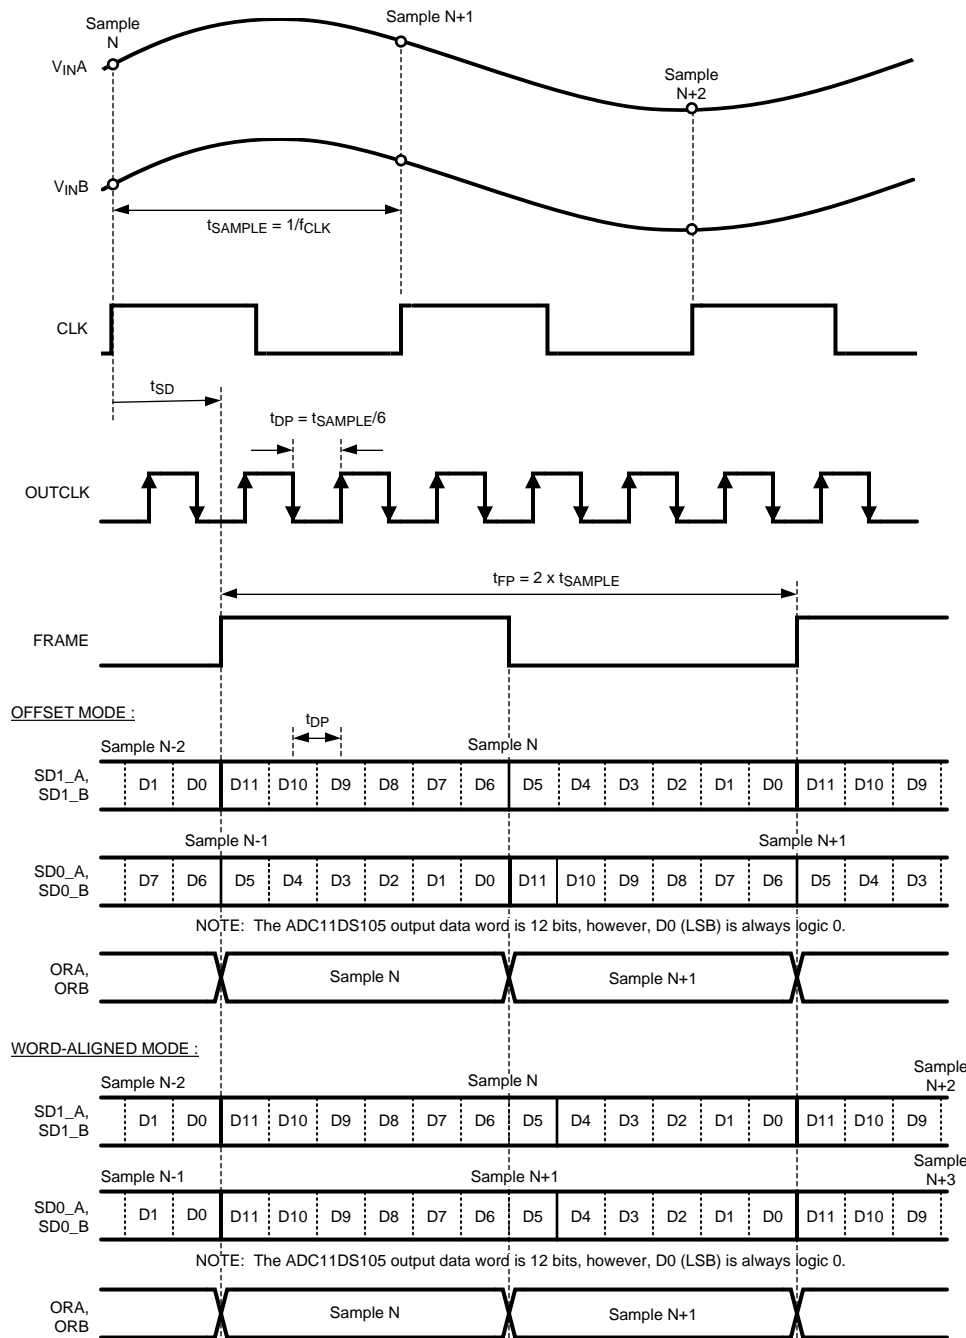 Sample
N
Sample N+1
VINA
Sample
N+2
VINB
tSAMPLE = 1/fCLK
CLK
tSD
tDP = tSAMPLE/6
OUTCLK
tFP = 2 x tSAMPLE
FRAME
OFFSET MODE :
tDP
Sample N-2
Sample N
SD1_A,
SD1_B
D1 D0 D11 D10 D9 D8 D7 D6 D5 D4 D3 D2 D1 D0 D11 D10 D9
Sample N-1
Sample N+1
SD0_A,
SD0_B
D7 D6 D5 D4 D3 D2 D1 D0 D11 D10 D9 D8 D7 D6 D5 D4 D3
NOTE: The ADC11DS105 output data word is 12 bits, however, D0 (LSB) is always logic 0.
ORA,
ORB
Sample N
Sample N+1
WORD-ALIGNED MODE :
Sample N-2
Sample N
Sample
N+2
SD1_A,
SD1_B
D1 D0 D11 D10 D9 D8 D7 D6 D5 D4 D3 D2 D1 D0 D11 D10 D9
Sample N-1
Sample N+1
Sample
N+3
SD0_A,
SD0_B
D1 D0 D11 D10 D9 D8 D7 D6 D5 D4 D3 D2 D1 D0 D11 D10 D9
NOTE: The ADC11DS105 output data word is 12 bits, however, D0 (LSB) is always logic 0.
ORA,
ORB
Sample N
Sample N+1